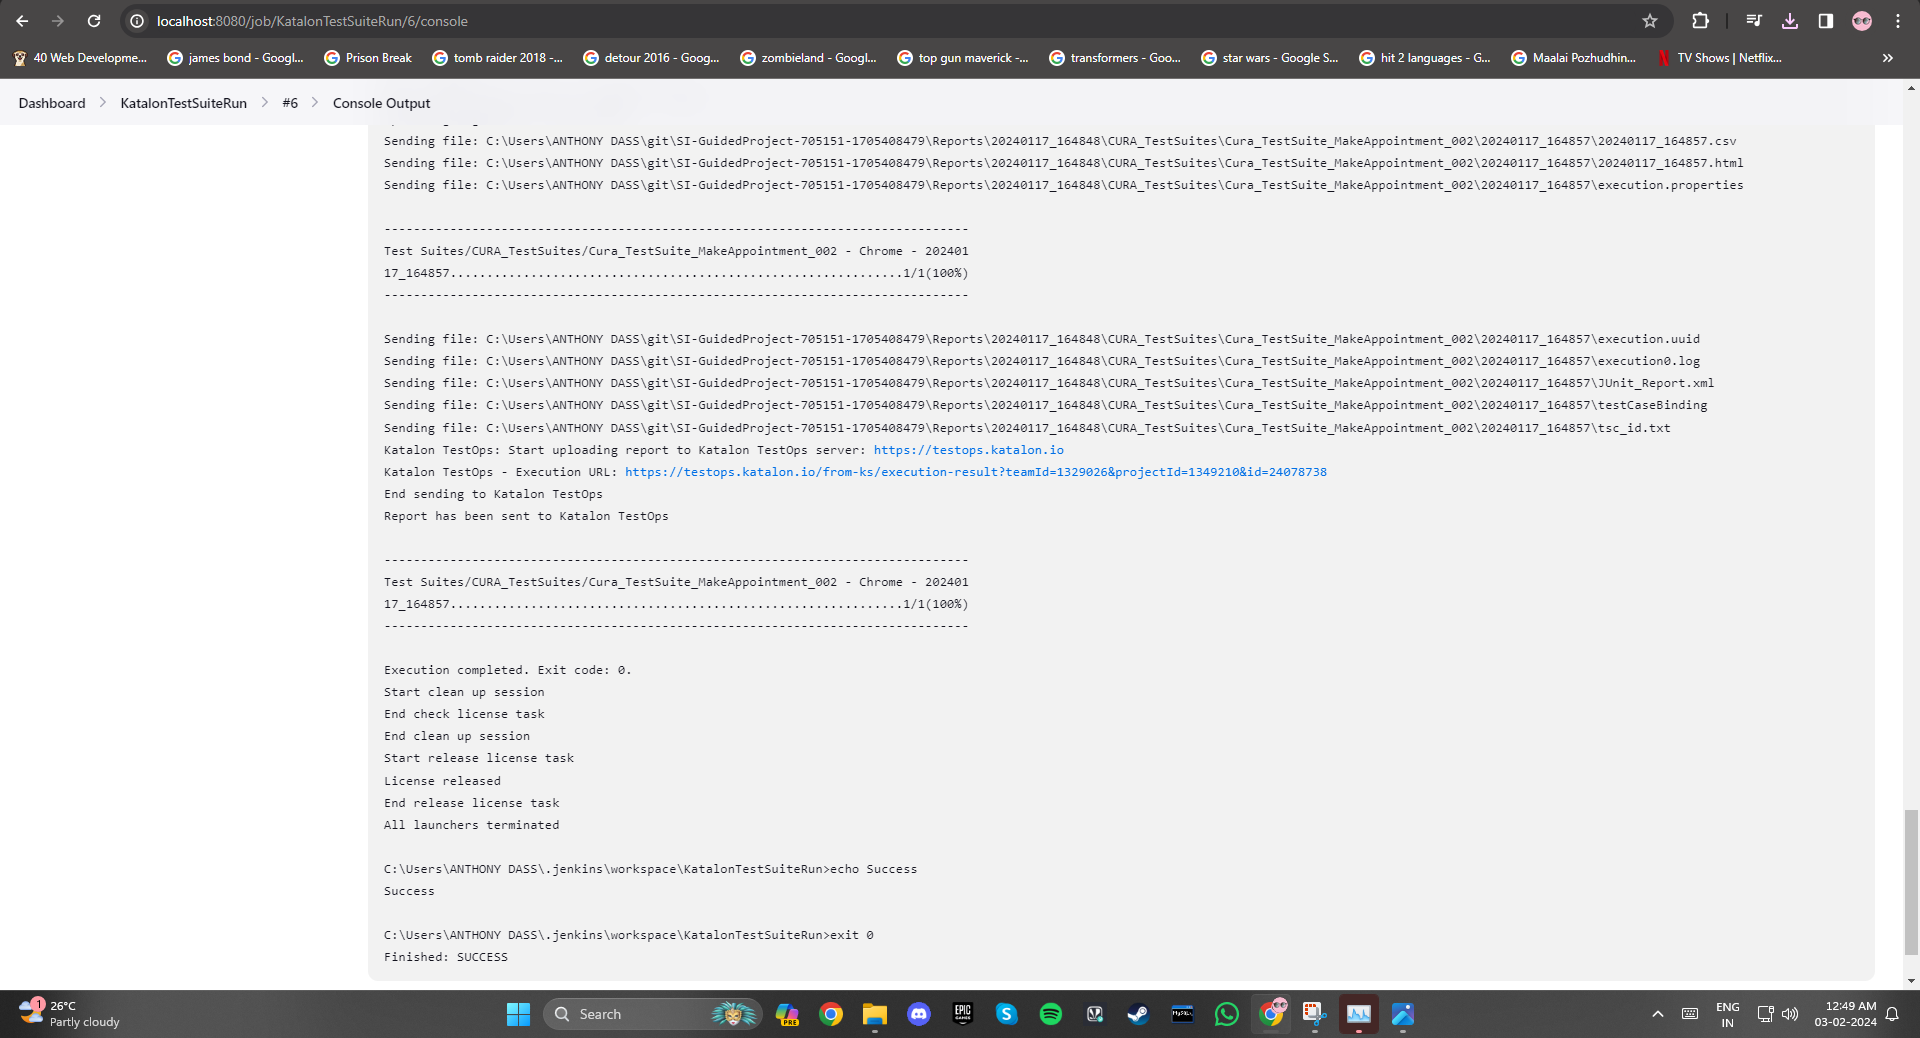 localhost:8080/job/KatalonTestSuiteRun/6/console
40 Web Developme... james bond - Googl... Prison Break tomb raider 2018 -... detour 2016 - Goog... zombieland - Googl... top gun maverick -... transformers - Goo... star wars - Google S... hit 2 languages - G... Maalai Pozhudhin... TV Shows | Netflix...
Dashboard KatalonTestSuiteRun #6 Console Output
Sending file: C:\Users\ANTHONY DASS\git\SI-GuidedProject-705151-1705408479\Reports\20240117_164848\CURA_TestSuites\Cura_TestSuite_MakeAppointment_002\20240117_164857\20240117_164857.csv
Sending file: C:\Users\ANTHONY DASS\git\SI-GuidedProject-705151-1705408479\Reports\20240117_164848\CURA_TestSuites\Cura_TestSuite_MakeAppointment_002\20240117_164857\20240117_164857.html
Sending file: C:\Users\ANTHONY DASS\git\SI-GuidedProject-705151-1705408479\Reports\20240117_164848\CURA_TestSuites\Cura_TestSuite_MakeAppointment_002\20240117_164857\execution.properties
--------------------------------------------------------------------------------
Test Suites/CURA_TestSuites/Cura_TestSuite_MakeAppointment_002 - Chrome - 202401
17_164857..............................................................1/1(100%)
--------------------------------------------------------------------------------
Sending file: C:\Users\ANTHONY DASS\git\SI-GuidedProject-705151-1705408479\Reports\20240117_164848\CURA_TestSuites\Cura_TestSuite_MakeAppointment_002\20240117_164857\execution.uuid
Sending file: C:\Users\ANTHONY DASS\git\SI-GuidedProject-705151-1705408479\Reports\20240117_164848\CURA_TestSuites\Cura_TestSuite_MakeAppointment_002\20240117_164857\execution0.log
Sending file: C:\Users\ANTHONY DASS\git\SI-GuidedProject-705151-1705408479\Reports\20240117_164848\CURA_TestSuites\Cura_TestSuite_MakeAppointment_002\20240117_164857\JUnit_Report.xml
Sending file: C:\Users\ANTHONY DASS\git\SI-GuidedProject-705151-1705408479\Reports\20240117_164848\CURA_TestSuites\Cura_TestSuite_MakeAppointment_002\20240117_164857\testCaseBinding
Sending file: C:\Users\ANTHONY DASS\git\SI-GuidedProject-705151-1705408479\Reports\20240117_164848\CURA_TestSuites\Cura_TestSuite_MakeAppointment_002\20240117_164857\tsc_id.txt
Katalon TestOps: Start uploading report to Katalon TestOps server: https://testops.katalon.io
Katalon TestOps - Execution URL: https://testops.katalon.io/from-ks/execution-result?teamId=1329026&projectId=1349210&id=24078738
End sending to Katalon TestOps
Report has been sent to Katalon TestOps
--------------------------------------------------------------------------------
Test Suites/CURA_TestSuites/Cura_TestSuite_MakeAppointment_002 - Chrome - 202401
17_164857..............................................................1/1(100%)
--------------------------------------------------------------------------------
Execution completed. Exit code: 0.
Start clean up session
End check license task
End clean up session
Start release license task
License released
End release license task
All launchers terminated
C:\Users\ANTHONY DASS\.jenkins\workspace\KatalonTestSuiteRun>echo Success
Success
C:\Users\ANTHONY DASS\.jenkins\workspace\KatalonTestSuiteRun>exit 0
Finished: SUCCESS
1
26°C
Partly cloudy
Search
PRE
EPIC GAMES
MySQL
ENG
IN
12:49 AM
03-02-2024